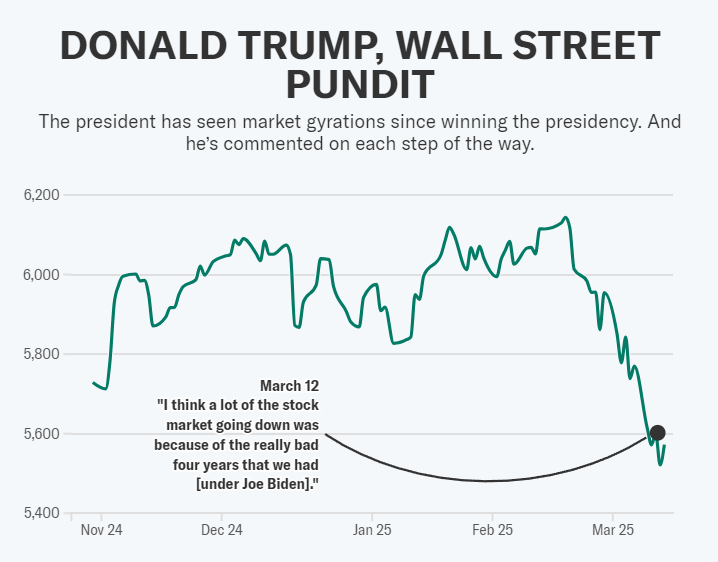 DONALD TRUMP, WALL STREET
PUNDIT
The president has seen market gyrations since winning the presidency. And
he's commented on each step of the way.
6,200
6,000
5,800
5,600
5,400
March 12
"I think a lot of the stock
market going down was
because of the really bad
four years that we had
[under Joe Biden]."
Nov 24
Dec 24
Jan 25
Feb 25
Mar 25